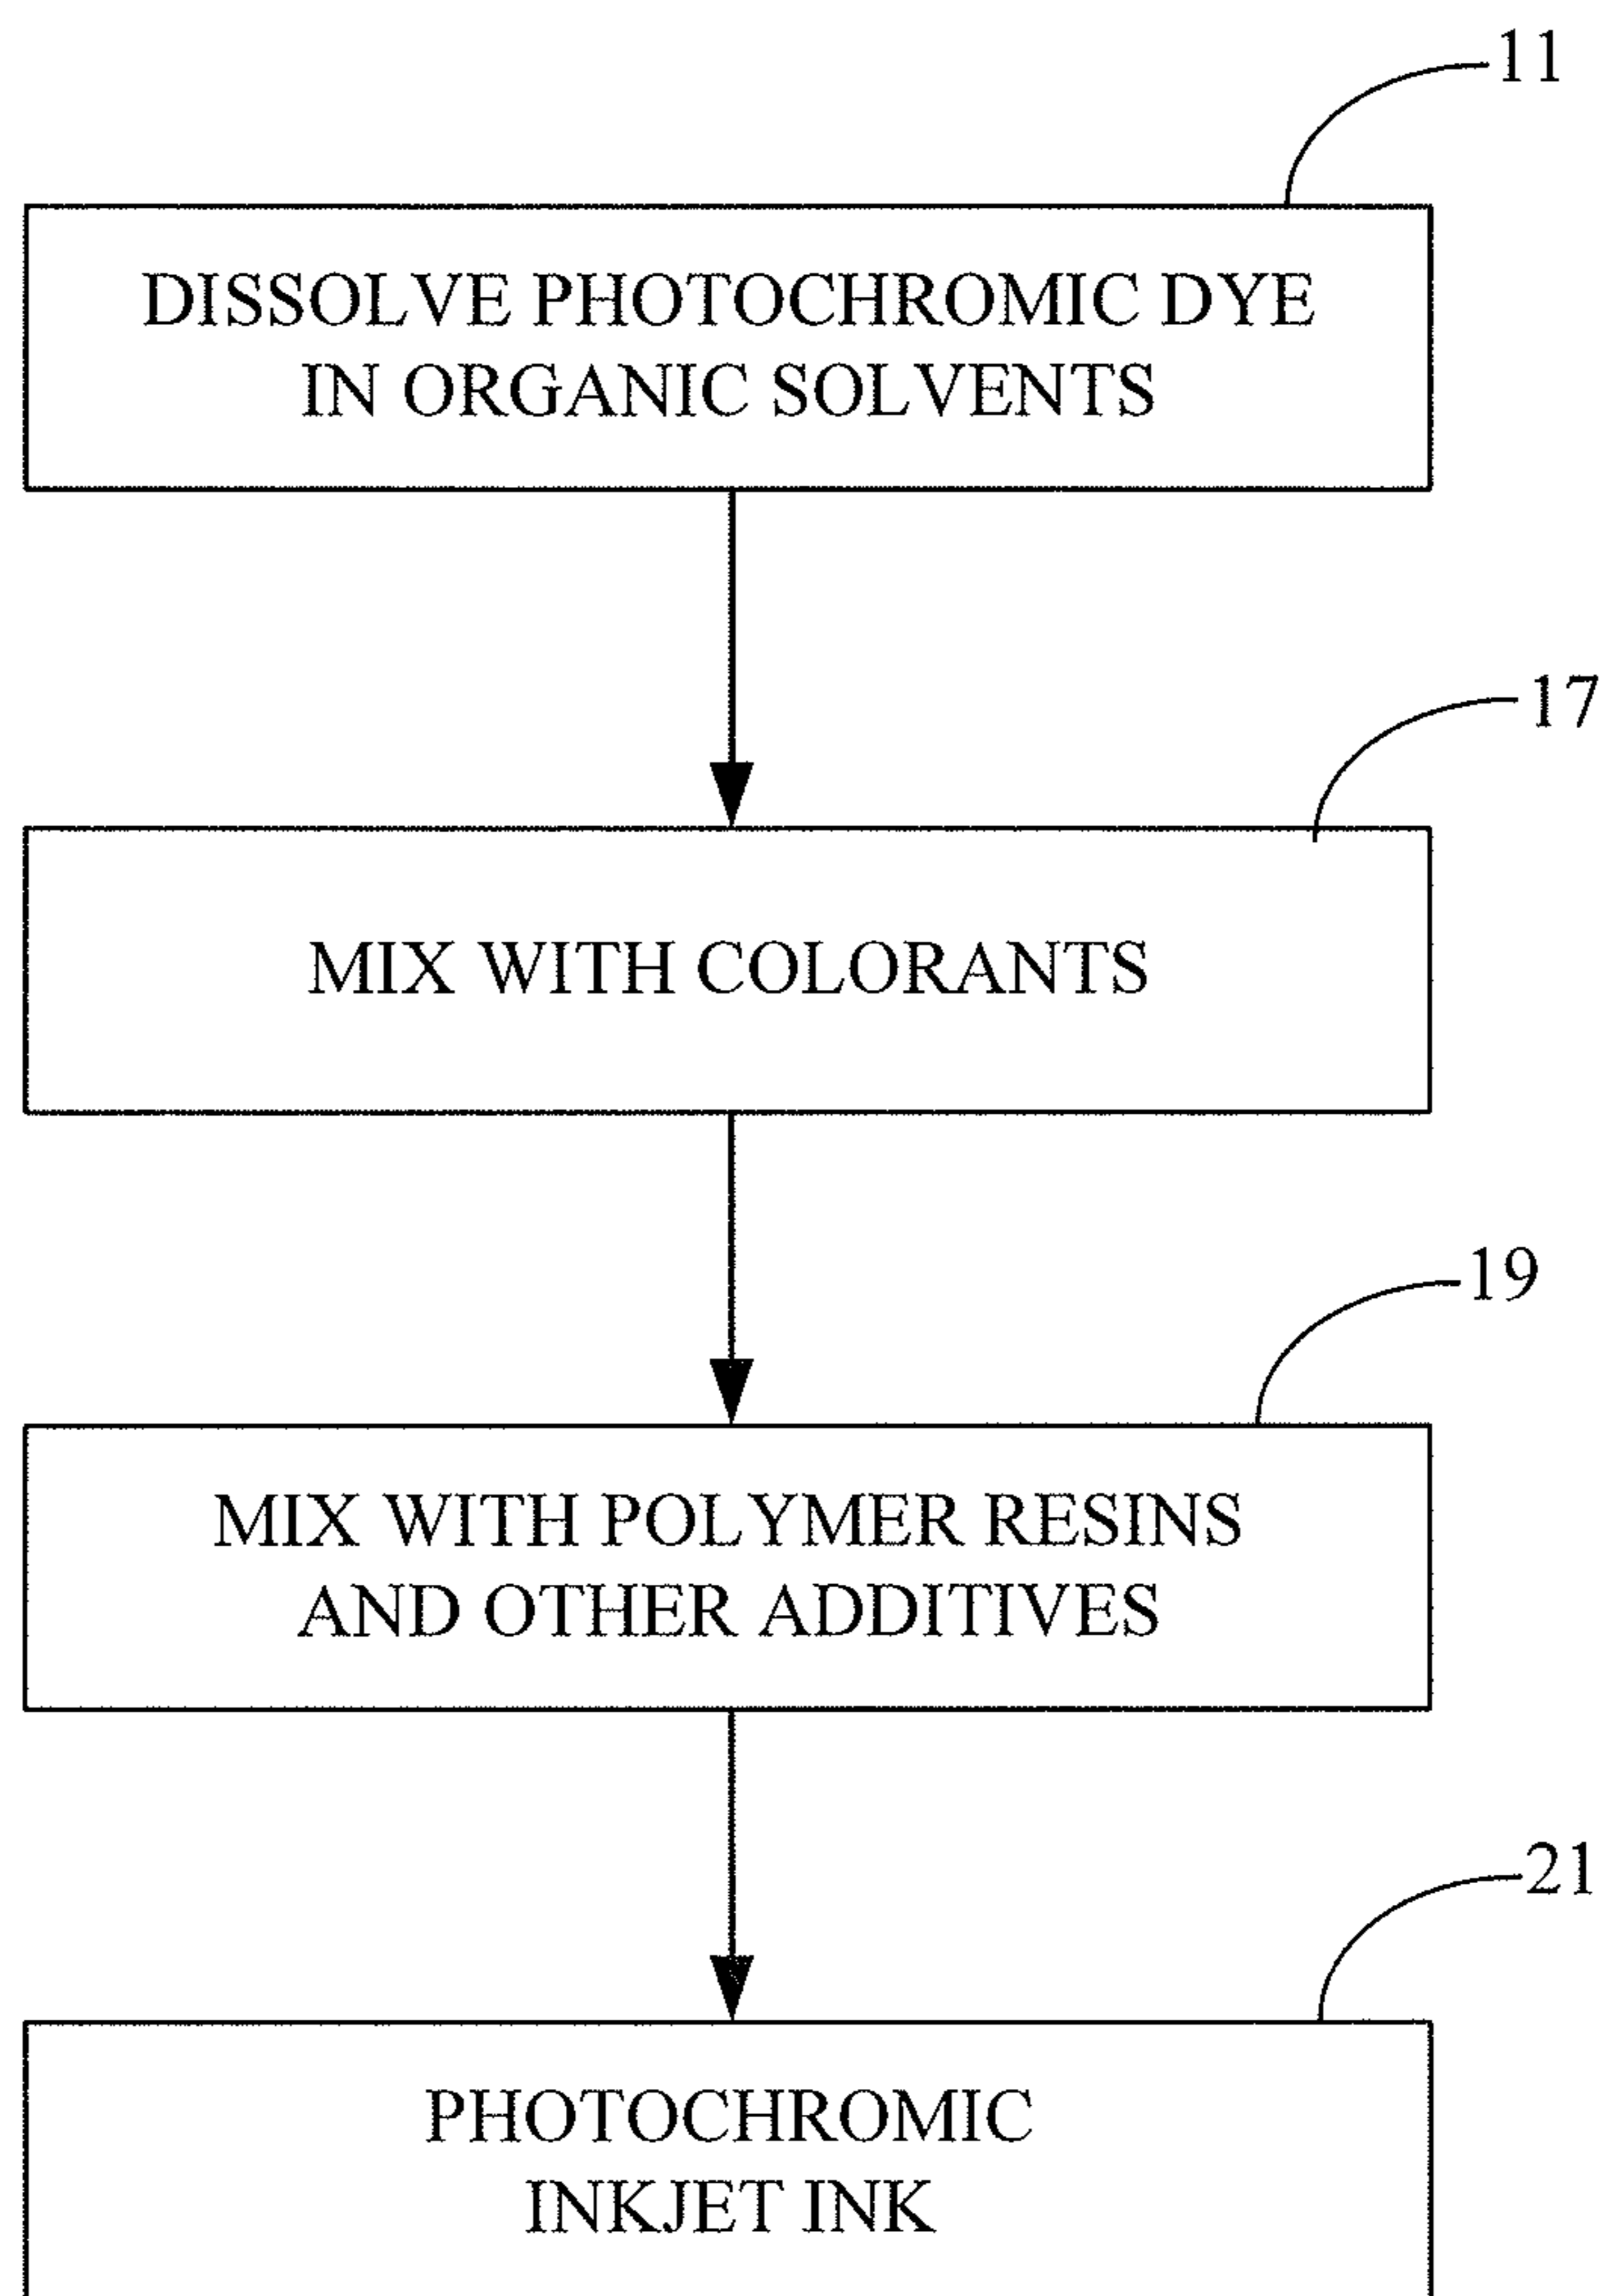 11
DISSOLVE PHOTOCHROMIC DYE
IN ORGANIC SOLVENTS
17
MIX WITH COLORANTS
19
MIX WITH POLYMER RESINS
AND OTHER ADDITIVES
21
PHOTOCHROMIC
INKJET INK